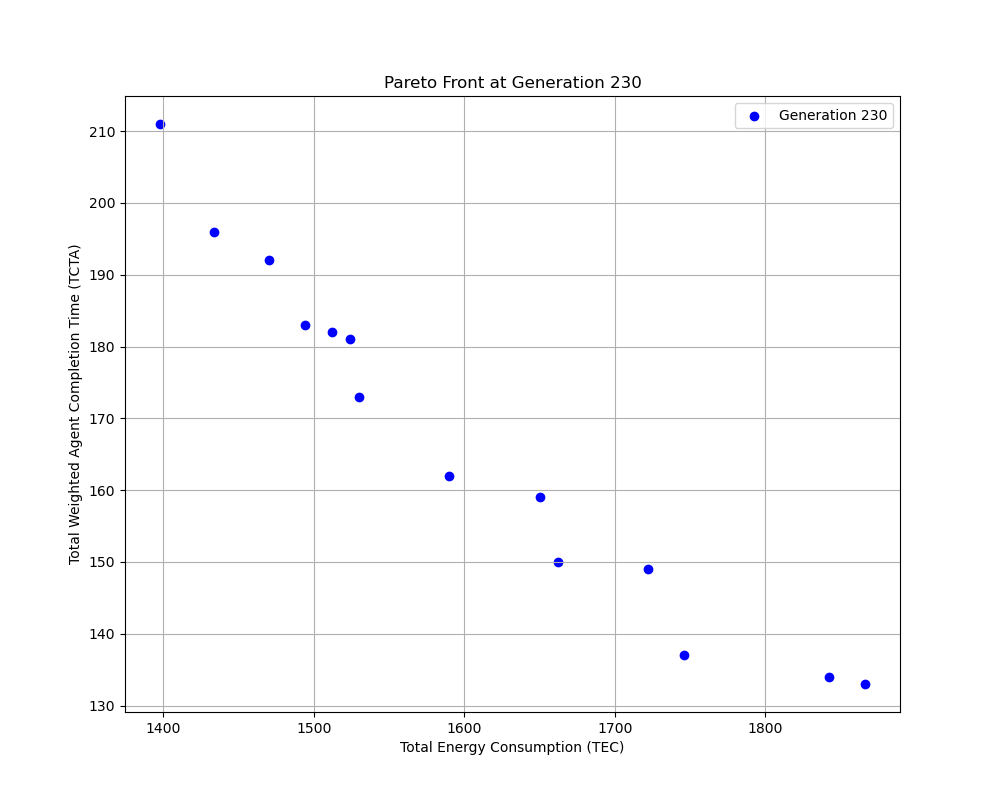 Pareto Front at Generation 230
Generation 230
Total Weighted Agent Completion Time (TCTA)
210
200
190
180
170
160
150
140
130
1400 1500 1600 1700 1800
Total Energy Consumption (TEC)